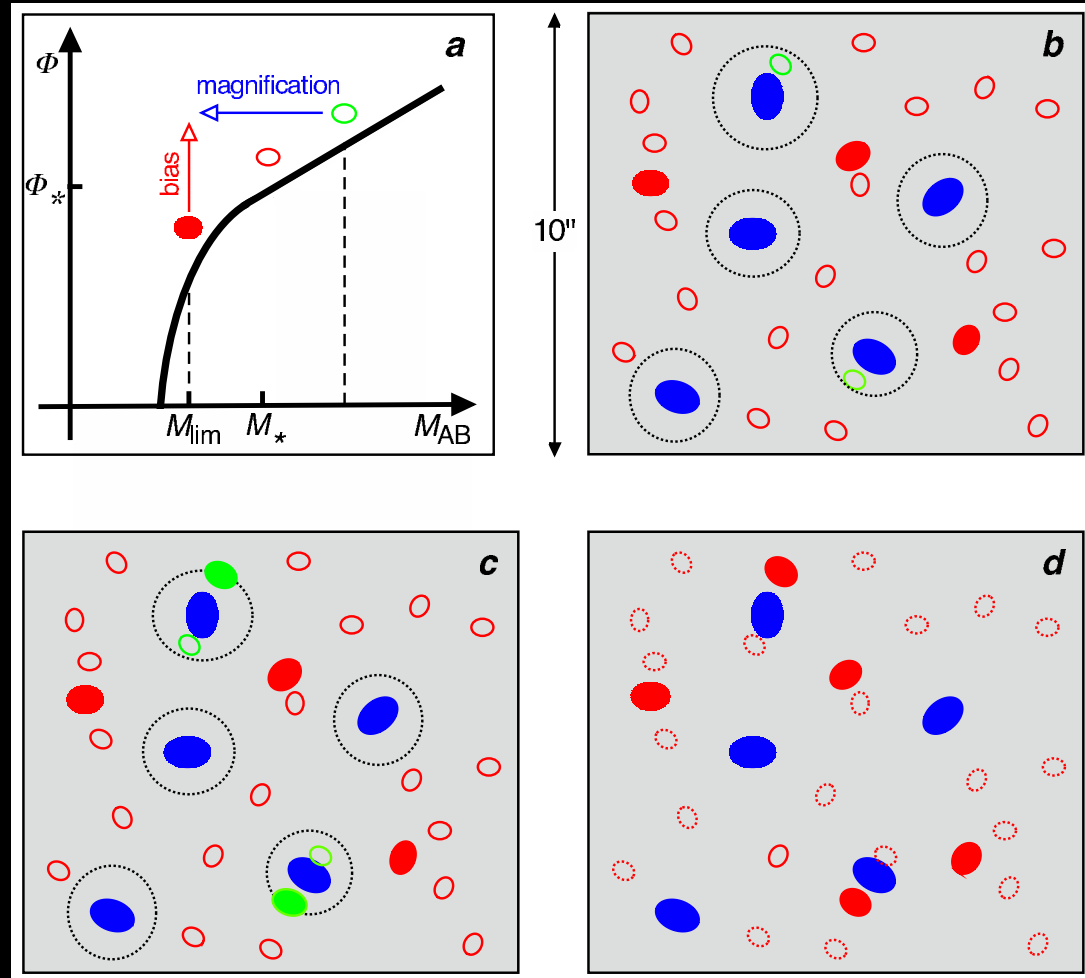 a
Φ
magnification
bias
Φ*
Mlim
M*
MAB
10"
b
c
d